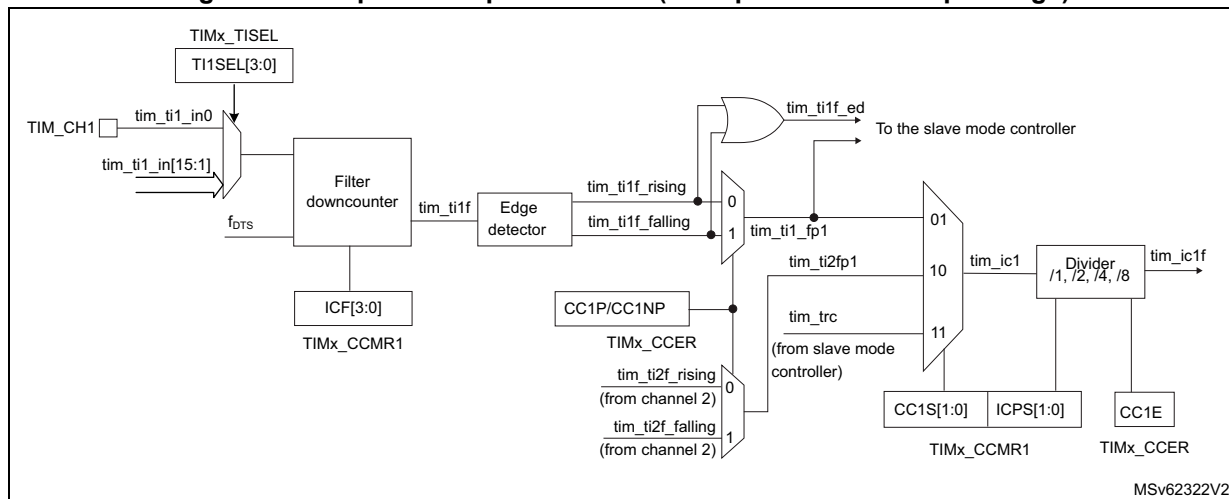 TIMx_TISEL
TI1SEL[3:0]
TIM_CH1
tim_ti1_in0
tim_ti1_in[15:1]
fDTS
Filter
downcounter
ICF[3:0]
TIMx_CCMR1
tim_ti1f
Edge
detector
tim_ti1f_rising
tim_ti1f_falling
tim_ti1f_ed
To the slave mode controller
0
1
tim_ti1_fp1
CC1P/CC1NP
TIMx_CCER
tim_ti2f_rising
(from channel 2)
tim_ti2f_falling
(from channel 2)
0
1
tim_ti2fp1
tim_trc
(from slave mode
controller)
01
10
11
tim_ic1
Divider
/1, /2, /4, /8
tim_ic1f
CC1S[1:0]
ICPS[1:0]
TIMx_CCMR1
CC1E
TIMx_CCER
MSv62322V2